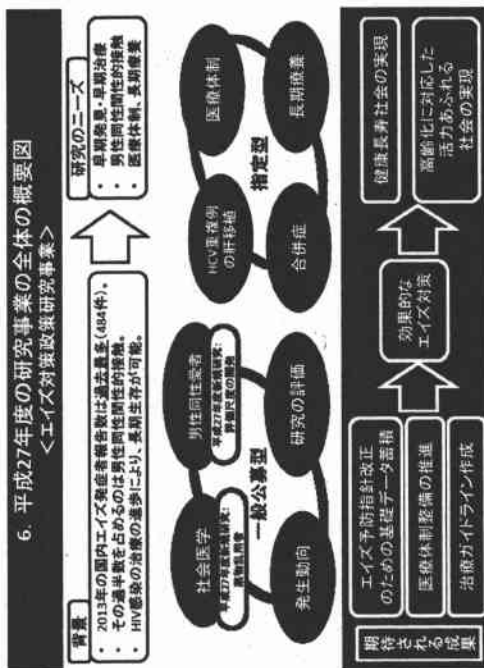 6. 平成27年度の研究事業の全体の概要図
<エイズ対策政策研究事業>
背景
• 2013年の国内エイズ発症者報告数は過去最多(484件)。
• その過半数を占めるのは男性同性間性的接触。
• HIV感染の治療の進歩により、長期生存が可能。
研究のニーズ
• 早期発見・早期治療
• 男性同性間性的接触
• 医療体制、長期療養
社会医学
平成27年度新規研究:
薬物使用者
男性同性愛者
平成27年度新規研究:
一般公募型
発生動向
研究の評価
HCV重複例
の肝移植
医療体制
指定型
合併症
長期療養
期待される成果
エイズ予防指針改正
のための基礎データ蓄積
医療体制整備の推進
治療ガイドライン作成
効果的な
エイズ対策
健康長寿社会の実現
高齢化に対応した
活力あふれる
社会の実現